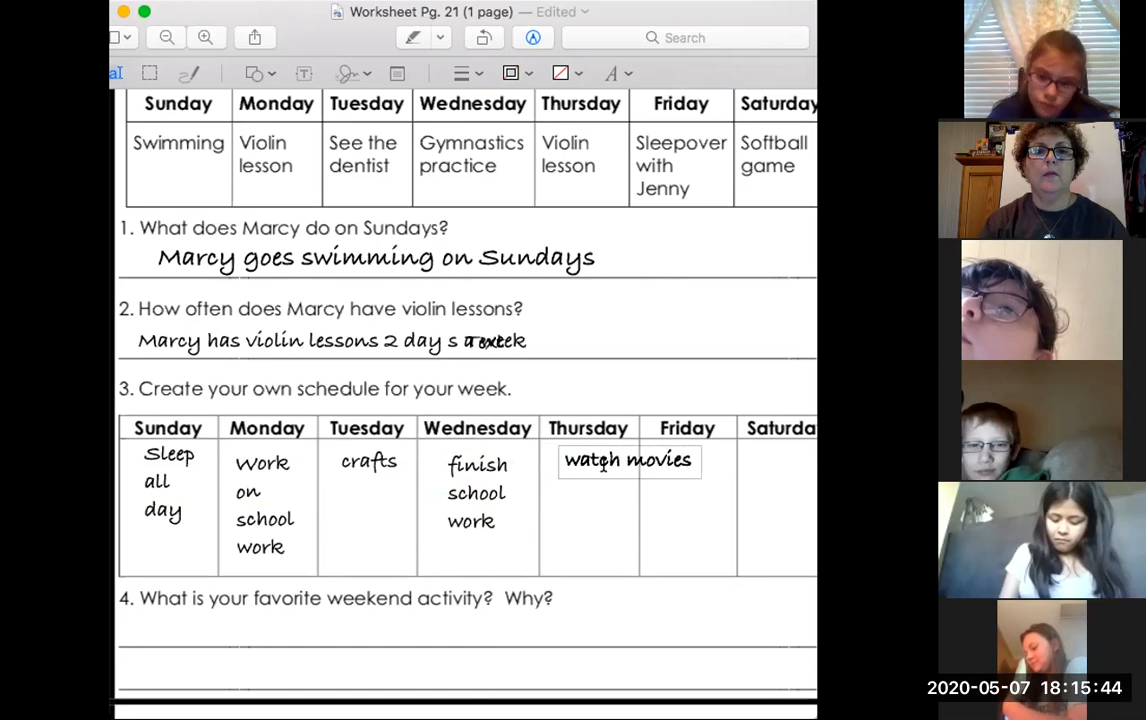 Worksheet Pg. 21 (1 page) — Edited
Search
Sunday Monday Tuesday Wednesday Thursday Friday Saturday
Swimming Violin See the Gymnastics Violin Sleepover Softball
lesson dentist practice lesson with game
Jenny
1. What does Marcy do on Sundays?
Marcy goes swimming on Sundays
2. How often does Marcy have violin lessons?
Marcy has violin lessons 2 day s
3. Create your own schedule for your week.
Sunday Monday Tuesday Wednesday Thursday Friday Saturda
Sleep Work crafts finish watch movies
all on school
day school work
work
4. What is your favorite weekend activity? Why?
2020-05-07 18:15:44